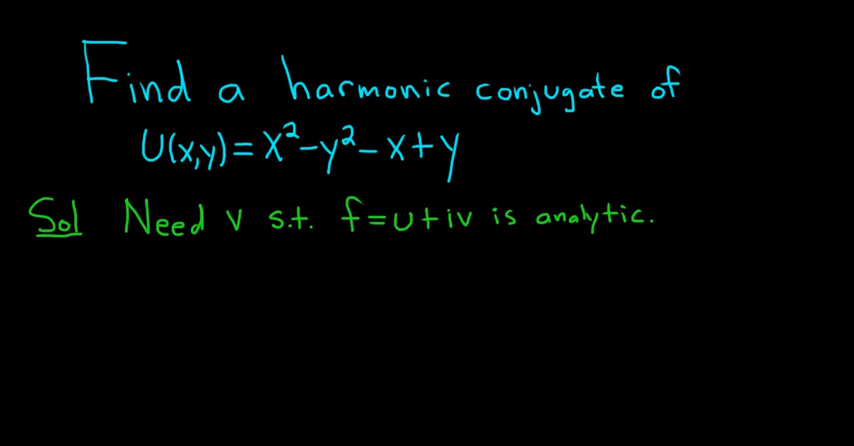 Find a harmonic conjugate of
U(x,y) = x² - y² - x + y
Sol Need v s.t. f = u + iv is analytic.